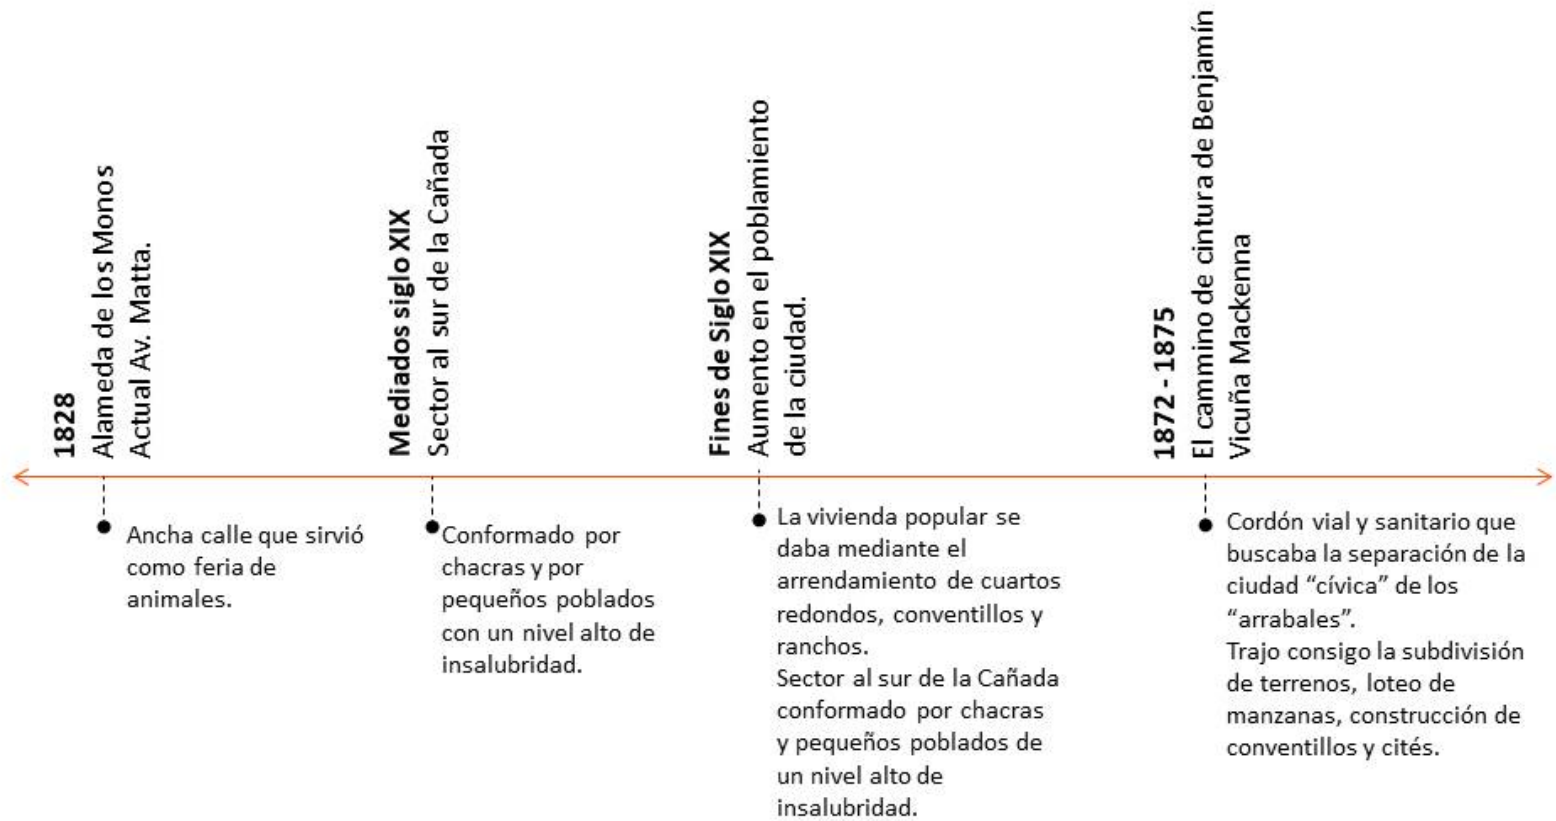 1828
Alameda de los Monos
Actual Av. Matta.
Ancha calle que sirvió
como feria de
animales.
Mediados siglo XIX
Sector al sur de la Cañada
Conformado por
chacras y por
pequeños poblados
con un nivel alto de
insalubridad.
Fines de Siglo XIX
Aumento en el poblamiento
de la ciudad.
La vivienda popular se
daba mediante el
arrendamiento de cuartos
redondos, conventillos y
ranchos.
Sector al sur de la Cañada
conformado por chacras
y pequeños poblados de
un nivel alto de
insalubridad.
1872 - 1875
El cammino de cintura de Benjamín
Vicuña Mackenna
Cordón vial y sanitario que
buscaba la separación de la
ciudad “cívica” de los
“arrabales”.
Trajo consigo la subdivisión
de terrenos, loteo de
manzanas, construcción de
conventillos y cités.